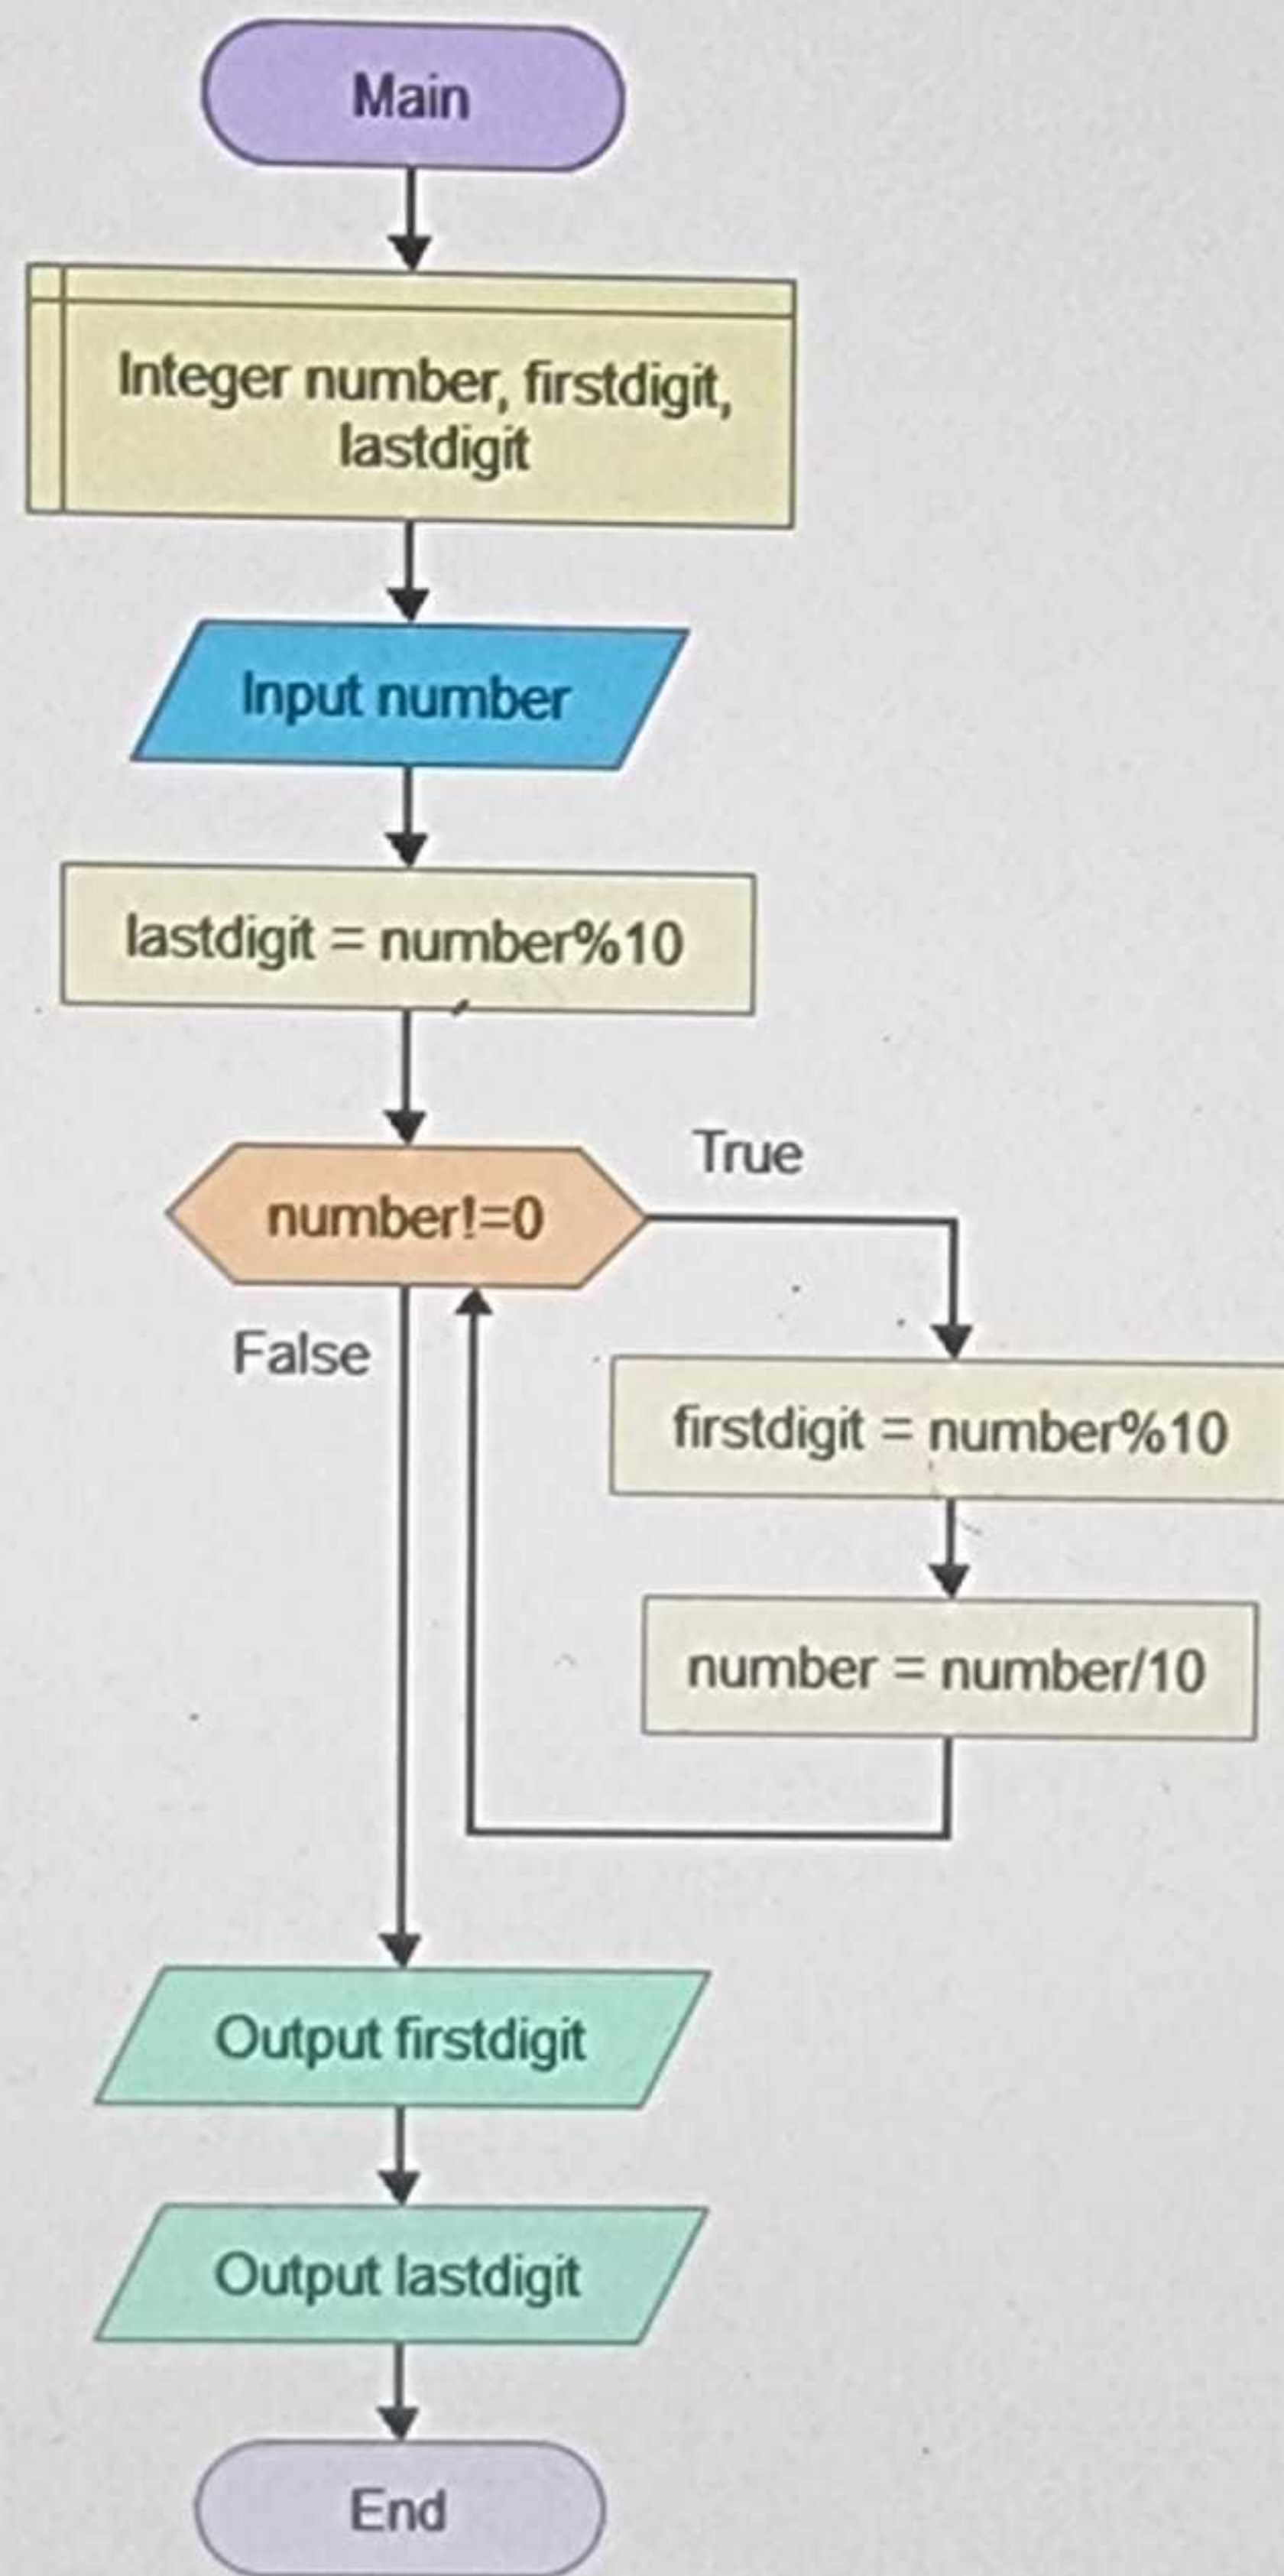 Main
Integer number, firstdigit,
lastdigit
Input number
lastdigit = number%10
number!=0
True
False
firstdigit = number%10
number = number/10
Output firstdigit
Output lastdigit
End